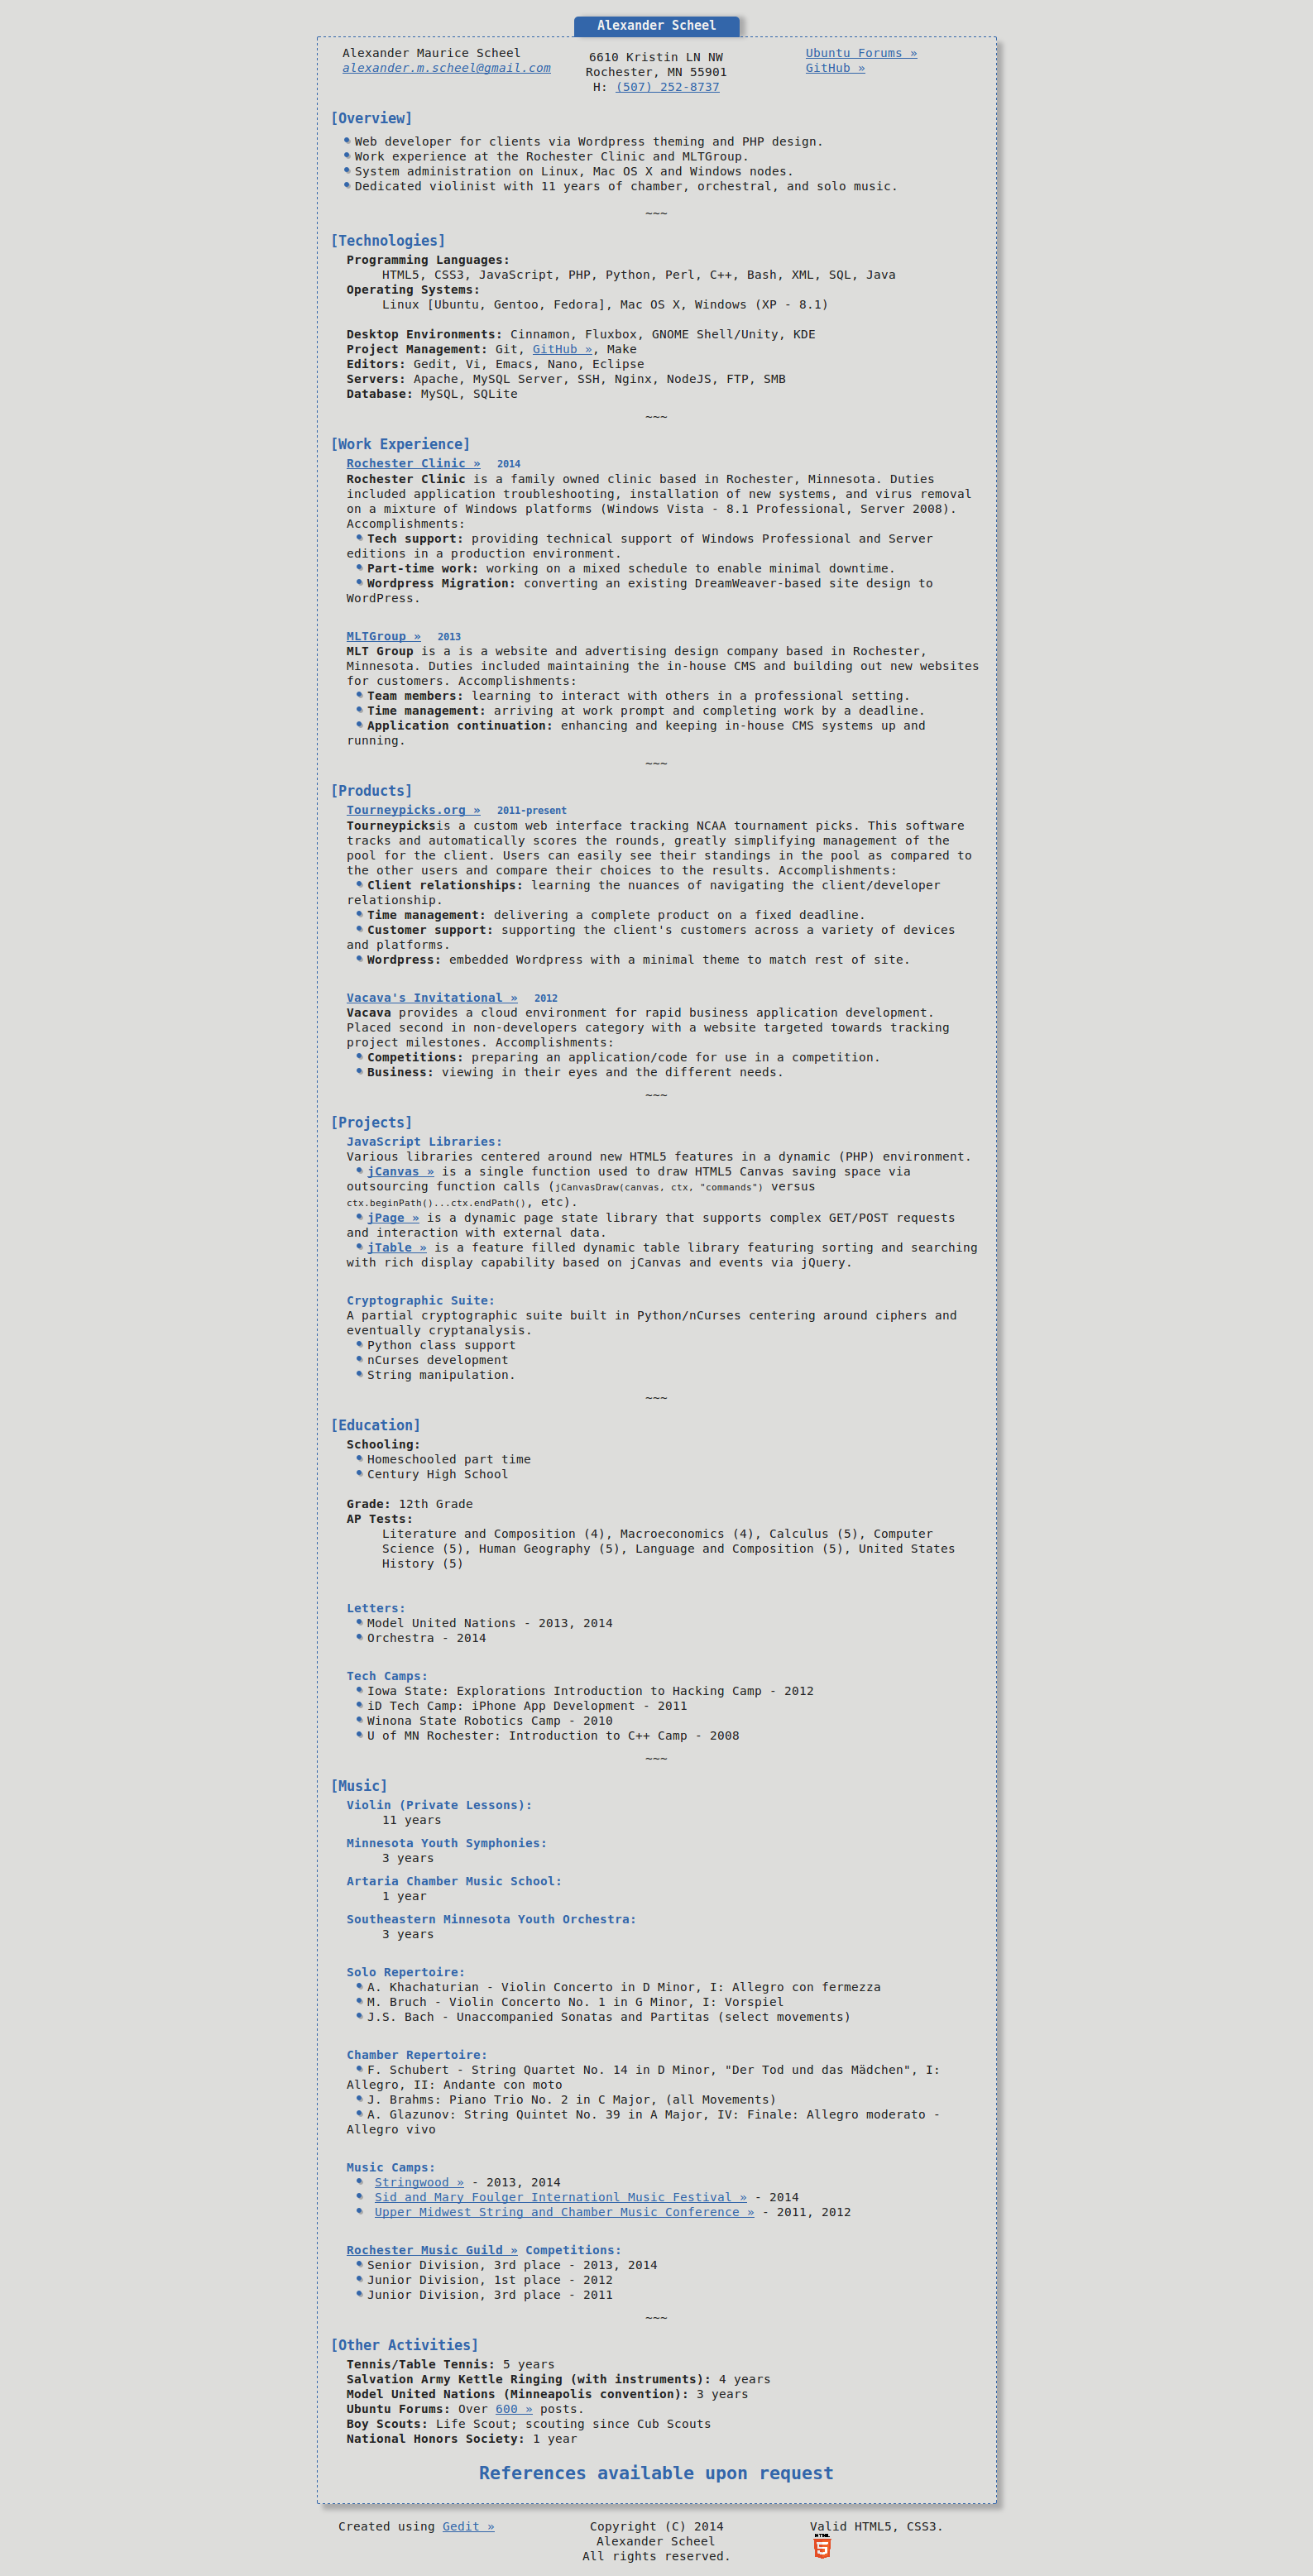 Alexander Scheel
Alexander Maurice Scheel
alexander.m.scheel@gmail.com
6610 Kristin LN NW
Rochester, MN 55901
H: (507) 252-8737
Ubuntu Forums »
GitHub »
[Overview]
Web developer for clients via Wordpress theming and PHP design.
Work experience at the Rochester Clinic and MLTGroup.
System administration on Linux, Mac OS X and Windows nodes.
Dedicated violinist with 11 years of chamber, orchestral, and solo music.
~~~
[Technologies]
Programming Languages:
HTML5, CSS3, JavaScript, PHP, Python, Perl, C++, Bash, XML, SQL, Java
Operating Systems:
Linux [Ubuntu, Gentoo, Fedora], Mac OS X, Windows (XP - 8.1)
Desktop Environments: Cinnamon, Fluxbox, GNOME Shell/Unity, KDE
Project Management: Git, GitHub », Make
Editors: Gedit, Vi, Emacs, Nano, Eclipse
Servers: Apache, MySQL Server, SSH, Nginx, NodeJS, FTP, SMB
Database: MySQL, SQLite
~~~
[Work Experience]
Rochester Clinic » 2014
Rochester Clinic is a family owned clinic based in Rochester, Minnesota. Duties
included application troubleshooting, installation of new systems, and virus removal
on a mixture of Windows platforms (Windows Vista - 8.1 Professional, Server 2008).
Accomplishments:
Tech support: providing technical support of Windows Professional and Server
editions in a production environment.
Part-time work: working on a mixed schedule to enable minimal downtime.
Wordpress Migration: converting an existing DreamWeaver-based site design to
WordPress.
MLTGroup » 2013
MLT Group is a is a website and advertising design company based in Rochester,
Minnesota. Duties included maintaining the in-house CMS and building out new websites
for customers. Accomplishments:
Team members: learning to interact with others in a professional setting.
Time management: arriving at work prompt and completing work by a deadline.
Application continuation: enhancing and keeping in-house CMS systems up and
running.
~~~
[Products]
Tourneypicks.org » 2011-present
Tourneypicksis a custom web interface tracking NCAA tournament picks. This software
tracks and automatically scores the rounds, greatly simplifying management of the
pool for the client. Users can easily see their standings in the pool as compared to
the other users and compare their choices to the results. Accomplishments:
Client relationships: learning the nuances of navigating the client/developer
relationship.
Time management: delivering a complete product on a fixed deadline.
Customer support: supporting the client's customers across a variety of devices
and platforms.
Wordpress: embedded Wordpress with a minimal theme to match rest of site.
Vacava's Invitational » 2012
Vacava provides a cloud environment for rapid business application development.
Placed second in non-developers category with a website targeted towards tracking
project milestones. Accomplishments:
Competitions: preparing an application/code for use in a competition.
Business: viewing in their eyes and the different needs.
~~~
[Projects]
JavaScript Libraries:
Various libraries centered around new HTML5 features in a dynamic (PHP) environment.
jCanvas » is a single function used to draw HTML5 Canvas saving space via
outsourcing function calls (jCanvasDraw(canvas, ctx, "commands") versus
ctx.beginPath()...ctx.endPath(), etc).
jPage » is a dynamic page state library that supports complex GET/POST requests
and interaction with external data.
jTable » is a feature filled dynamic table library featuring sorting and searching
with rich display capability based on jCanvas and events via jQuery.
Cryptographic Suite:
A partial cryptographic suite built in Python/nCurses centering around ciphers and
eventually cryptanalysis.
Python class support
nCurses development
String manipulation.
~~~
[Education]
Schooling:
Homeschooled part time
Century High School
Grade: 12th Grade
AP Tests:
Literature and Composition (4), Macroeconomics (4), Calculus (5), Computer
Science (5), Human Geography (5), Language and Composition (5), United States
History (5)
Letters:
Model United Nations - 2013, 2014
Orchestra - 2014
Tech Camps:
Iowa State: Explorations Introduction to Hacking Camp - 2012
iD Tech Camp: iPhone App Development - 2011
Winona State Robotics Camp - 2010
U of MN Rochester: Introduction to C++ Camp - 2008
~~~
[Music]
Violin (Private Lessons):
11 years
Minnesota Youth Symphonies:
3 years
Artaria Chamber Music School:
1 year
Southeastern Minnesota Youth Orchestra:
3 years
Solo Repertoire:
A. Khachaturian - Violin Concerto in D Minor, I: Allegro con fermezza
M. Bruch - Violin Concerto No. 1 in G Minor, I: Vorspiel
J.S. Bach - Unaccompanied Sonatas and Partitas (select movements)
Chamber Repertoire:
F. Schubert - String Quartet No. 14 in D Minor, "Der Tod und das Mädchen", I:
Allegro, II: Andante con moto
J. Brahms: Piano Trio No. 2 in C Major, (all Movements)
A. Glazunov: String Quintet No. 39 in A Major, IV: Finale: Allegro moderato -
Allegro vivo
Music Camps:
Stringwood » - 2013, 2014
Sid and Mary Foulger Internationl Music Festival » - 2014
Upper Midwest String and Chamber Music Conference » - 2011, 2012
Rochester Music Guild » Competitions:
Senior Division, 3rd place - 2013, 2014
Junior Division, 1st place - 2012
Junior Division, 3rd place - 2011
~~~
[Other Activities]
Tennis/Table Tennis: 5 years
Salvation Army Kettle Ringing (with instruments): 4 years
Model United Nations (Minneapolis convention): 3 years
Ubuntu Forums: Over 600 » posts.
Boy Scouts: Life Scout; scouting since Cub Scouts
National Honors Society: 1 year
References available upon request
Created using Gedit »
Copyright (C) 2014
Alexander Scheel
All rights reserved.
Valid HTML5, CSS3.
HTML
5